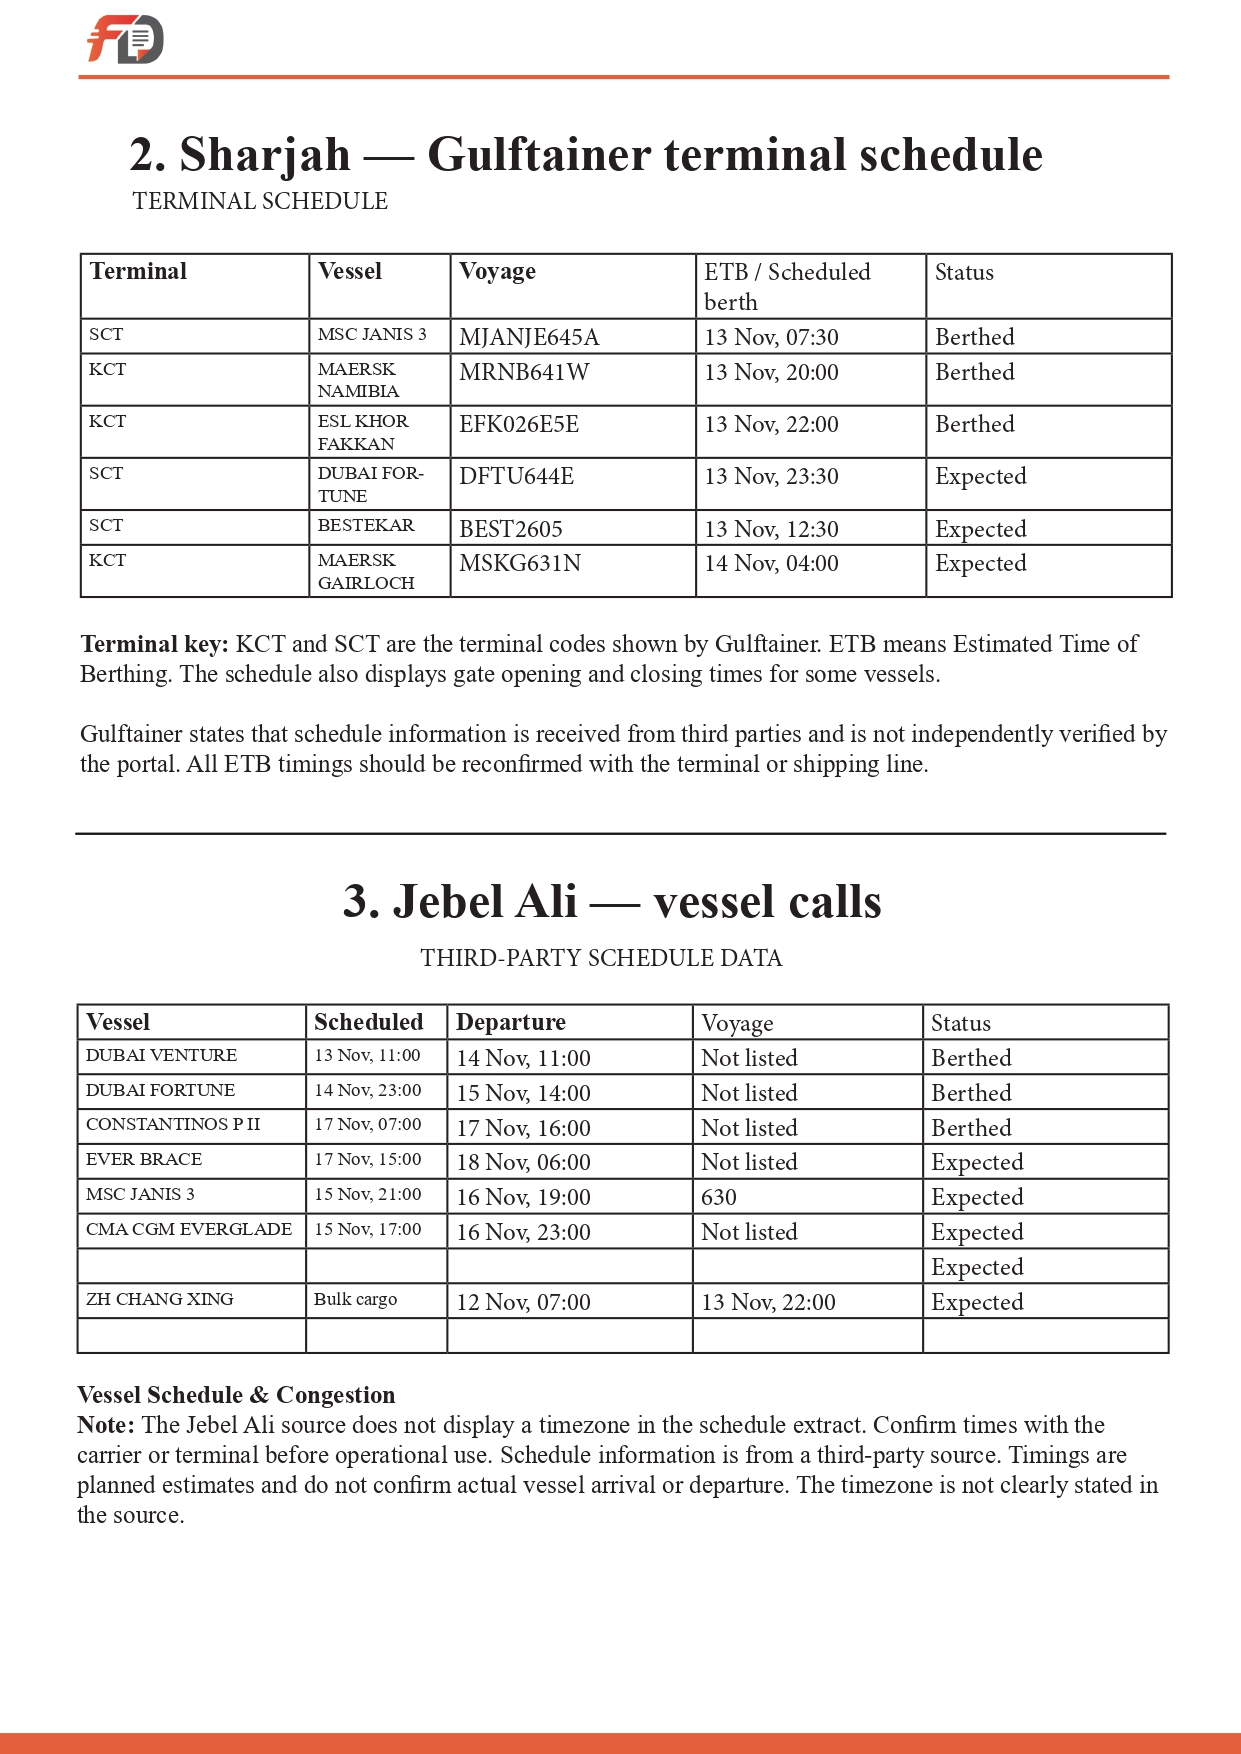 FD
2. Sharjah — Gulftainer terminal schedule
TERMINAL SCHEDULE
Terminal Vessel Voyage ETB / Scheduled berth Status
SCT MSC JANIS 3 MJANJE645A 13 Nov, 07:30 Berthed
KCT MAERSK NAMIBIA MRNB641W 13 Nov, 20:00 Berthed
KCT ESL KHOR FAKKAN EFK026E5E 13 Nov, 22:00 Berthed
SCT DUBAI FOR-TUNE DFTU644E 13 Nov, 23:30 Expected
SCT BESTEKAR BEST2605 13 Nov, 12:30 Expected
KCT MAERSK GAIRLOCH MSKG631N 14 Nov, 04:00 Expected
Terminal key: KCT and SCT are the terminal codes shown by Gulftainer. ETB means Estimated Time of
Berthing. The schedule also displays gate opening and closing times for some vessels.
Gulftainer states that schedule information is received from third parties and is not independently verified by
the portal. All ETB timings should be reconfirmed with the terminal or shipping line.
3. Jebel Ali — vessel calls
THIRD-PARTY SCHEDULE DATA
Vessel Scheduled Departure Voyage Status
DUBAI VENTURE 13 Nov, 11:00 14 Nov, 11:00 Not listed Berthed
DUBAI FORTUNE 14 Nov, 23:00 15 Nov, 14:00 Not listed Berthed
CONSTANTINOS P II 17 Nov, 07:00 17 Nov, 16:00 Not listed Berthed
EVER BRACE 17 Nov, 15:00 18 Nov, 06:00 Not listed Expected
MSC JANIS 3 15 Nov, 21:00 16 Nov, 19:00 630 Expected
CMA CGM EVERGLADE 15 Nov, 17:00 16 Nov, 23:00 Not listed Expected
Expected
ZH CHANG XING Bulk cargo 12 Nov, 07:00 13 Nov, 22:00 Expected
Vessel Schedule & Congestion
Note: The Jebel Ali source does not display a timezone in the schedule extract. Confirm times with the
carrier or terminal before operational use. Schedule information is from a third-party source. Timings are
planned estimates and do not confirm actual vessel arrival or departure. The timezone is not clearly stated in
the source.